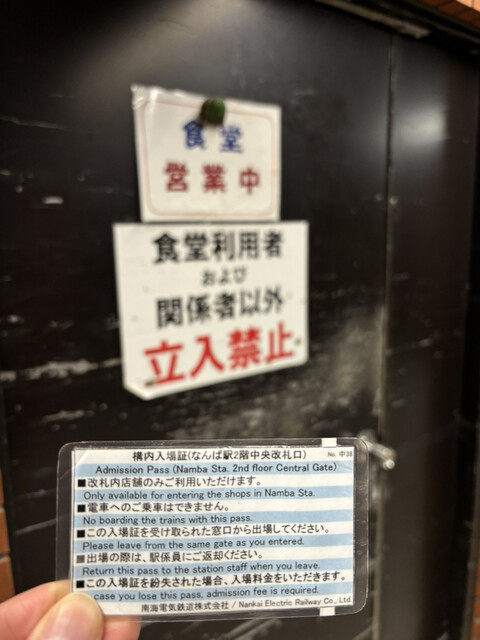 食堂
営業中
食堂利用者
および
関係者以外
立入禁止
構内入場証(なんば駅2階中央改札口) No. 中38
Admission Pass (Namba Sta. 2nd floor Central Gate)
■改札内店舗のみご利用いただけます。
Only available for entering the shops in Namba Sta.
■電車へのご乗車はできません。
No boarding the trains with this pass.
■この入場証を受け取られた窓口から出場してください。
Please leave from the same gate as you entered.
■出場の際は、駅係員にご返却ください。
Return this pass to the station staff when you leave.
■この入場証を紛失された場合、入場料金をいただきます。
case you lose this pass, admission fee is required.
南海電気鉄道株式会社 / Nankai Electric Railway Co., Ltd.